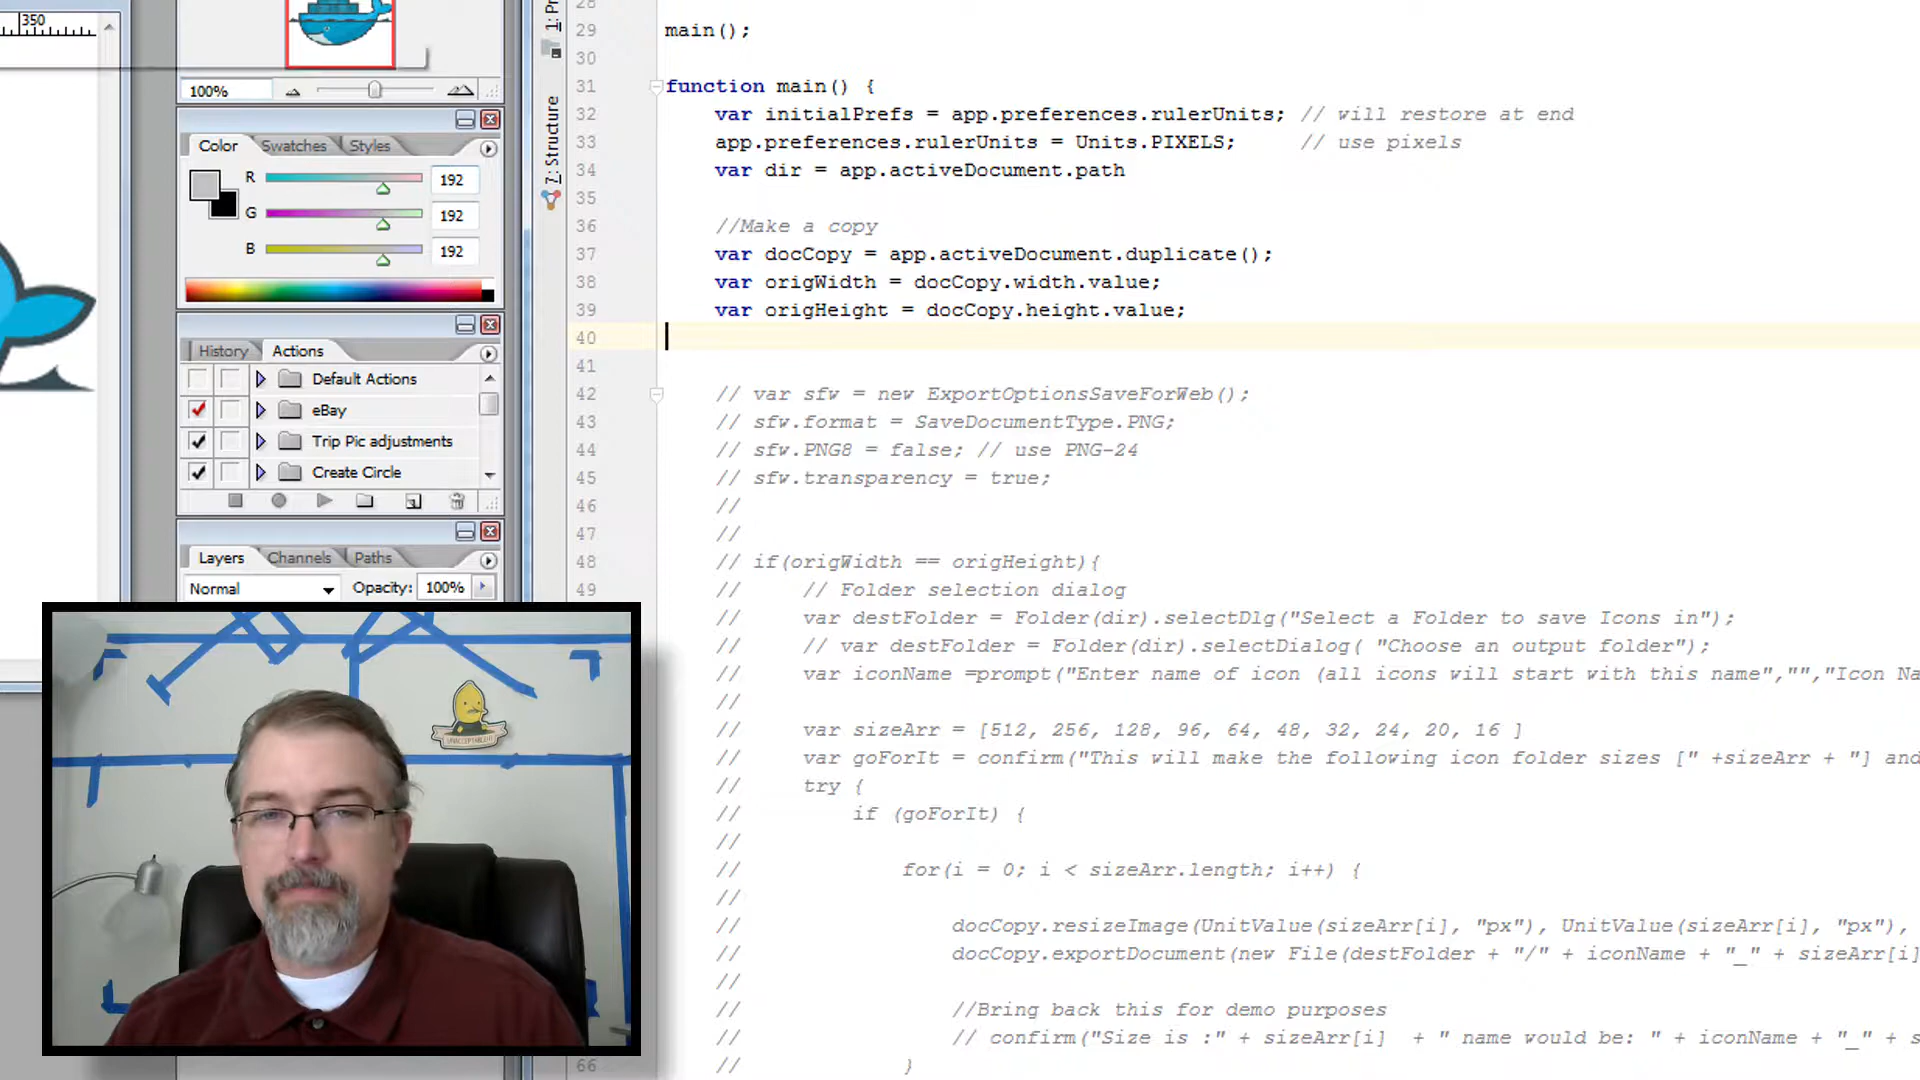 350
100%
Color Swatches Styles
R 192
G 192
B 192
History Actions
Default Actions
eBay
Trip Pic adjustments
Create Circle
Layers Channels Paths
Normal Opacity: 100%
UNACCEPTABLE!!
1: Pr
7: Structure
28
29 main();
30
31 function main() {
32 var initialPrefs = app.preferences.rulerUnits; // will restore at end
33 app.preferences.rulerUnits = Units.PIXELS; // use pixels
34 var dir = app.activeDocument.path
35
36 //Make a copy
37 var docCopy = app.activeDocument.duplicate();
38 var origWidth = docCopy.width.value;
39 var origHeight = docCopy.height.value;
40
41
42 // var sfw = new ExportOptionsSaveForWeb();
43 // sfw.format = SaveDocumentType.PNG;
44 // sfw.PNG8 = false; // use PNG-24
45 // sfw.transparency = true;
46 //
47 //
48 // if(origWidth == origHeight){
49 // // Folder selection dialog
// var destFolder = Folder(dir).selectDlg("Select a Folder to save Icons in");
// // var destFolder = Folder(dir).selectDialog( "Choose an output folder");
// var iconName =prompt("Enter name of icon (all icons will start with this name","","Icon Na
//
// var sizeArr = [512, 256, 128, 96, 64, 48, 32, 24, 20, 16 ]
// var goForIt = confirm("This will make the following icon folder sizes [" +sizeArr + "] and
// try {
// if (goForIt) {
//
// for(i = 0; i < sizeArr.length; i++) {
//
// docCopy.resizeImage(UnitValue(sizeArr[i], "px"), UnitValue(sizeArr[i], "px"),
// docCopy.exportDocument(new File(destFolder + "/" + iconName + "_" + sizeArr[i]
//
// //Bring back this for demo purposes
// // confirm("Size is :" + sizeArr[i] + " name would be: " + iconName + "_" + s
66 // }